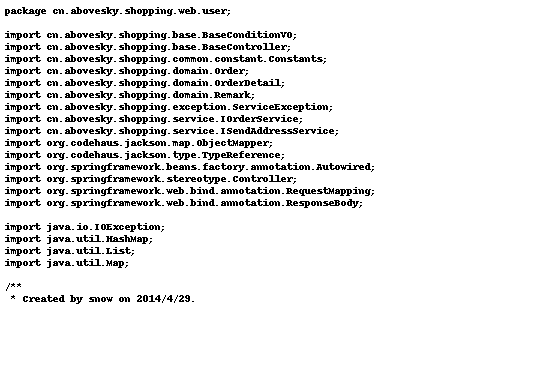 package cn.abovesky.shopping.web.user;

import cn.abovesky.shopping.base.BaseConditionVO;
import cn.abovesky.shopping.base.BaseController;
import cn.abovesky.shopping.common.constant.Constants;
import cn.abovesky.shopping.domain.Order;
import cn.abovesky.shopping.domain.OrderDetail;
import cn.abovesky.shopping.domain.Remark;
import cn.abovesky.shopping.exception.ServiceException;
import cn.abovesky.shopping.service.IOrderService;
import cn.abovesky.shopping.service.ISendAddressService;
import org.codehaus.jackson.map.ObjectMapper;
import org.codehaus.jackson.type.TypeReference;
import org.springframework.beans.factory.annotation.Autowired;
import org.springframework.stereotype.Controller;
import org.springframework.web.bind.annotation.RequestMapping;
import org.springframework.web.bind.annotation.ResponseBody;

import java.io.IOException;
import java.util.HashMap;
import java.util.List;
import java.util.Map;

/**
 * Created by snow on 2014/4/29.